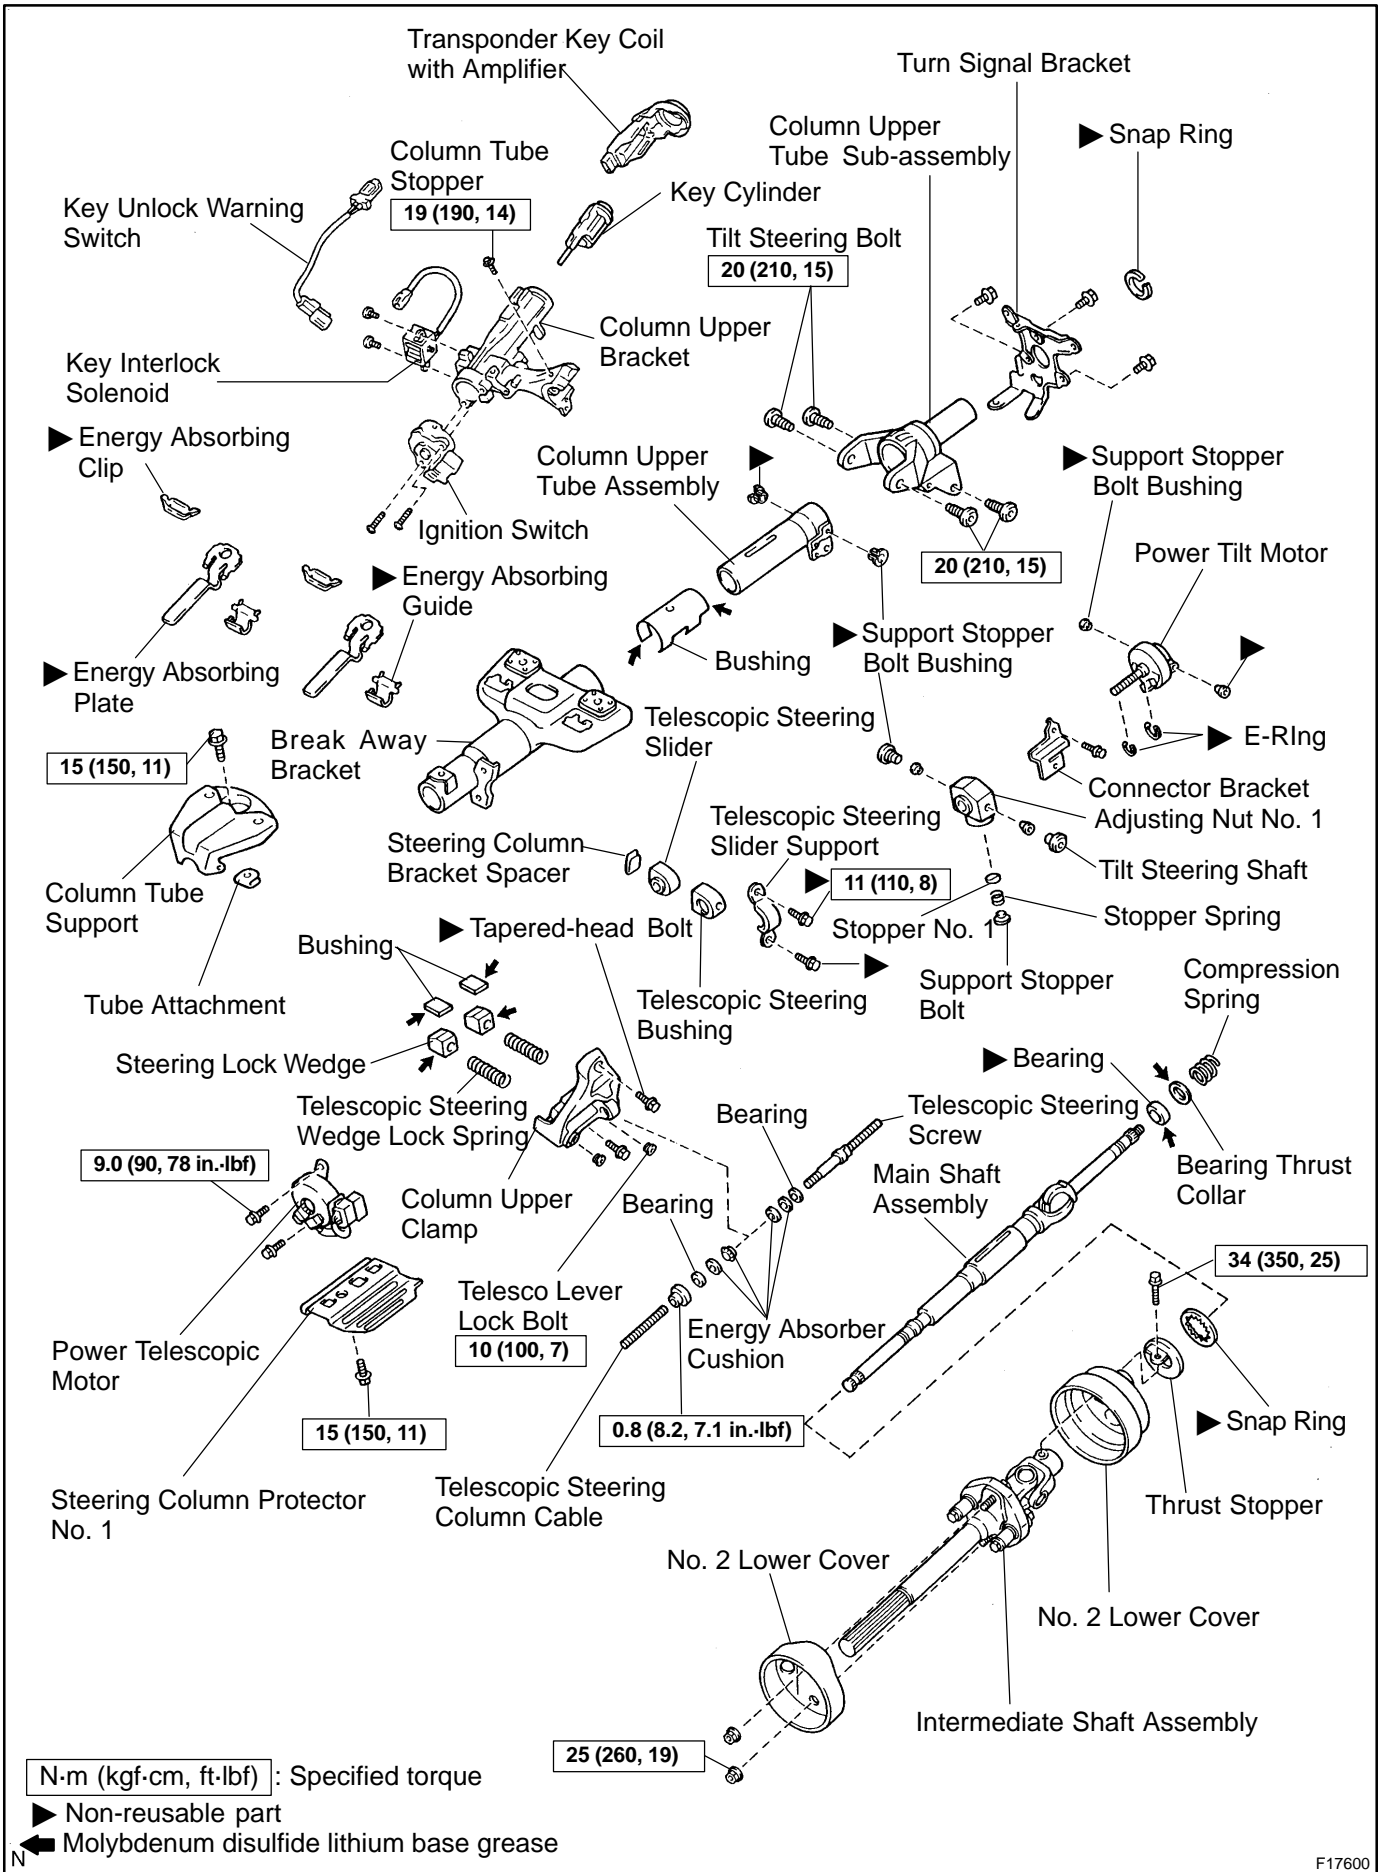 Transponder Key Coil
with Amplifier
Turn Signal Bracket
Column Upper
Tube Sub-assembly
▶ Snap Ring
Column Tube
Stopper
19 (190, 14)
Key Cylinder
Key Unlock Warning
Switch
Tilt Steering Bolt
20 (210, 15)
Column Upper
Bracket
Key Interlock
Solenoid
▶ Energy Absorbing
Clip
Column Upper
Tube Assembly
▶
▶ Support Stopper
Bolt Bushing
Ignition Switch
20 (210, 15)
Power Tilt Motor
▶ Energy Absorbing
Guide
▶ Support Stopper
Bolt Bushing
Bushing
▶
▶ Energy Absorbing
Plate
Telescopic Steering
Slider
Break Away
Bracket
▶ E-RIng
15 (150, 11)
Connector Bracket
Adjusting Nut No. 1
Telescopic Steering
Slider Support
Steering Column
Bracket Spacer
Tilt Steering Shaft
▶ 11 (110, 8)
Column Tube
Support
Stopper No. 1
Stopper Spring
▶ Tapered-head Bolt
Bushing
▶
Compression
Spring
Support Stopper
Bolt
Tube Attachment
Telescopic Steering
Bushing
Steering Lock Wedge
▶ Bearing
Telescopic Steering
Wedge Lock Spring
Bearing
Telescopic Steering
Screw
9.0 (90, 78 in.·lbf)
Main Shaft
Assembly
Bearing Thrust
Collar
Column Upper
Clamp
Bearing
34 (350, 25)
Telesco Lever
Lock Bolt
10 (100, 7)
Energy Absorber
Cushion
Power Telescopic
Motor
15 (150, 11)
0.8 (8.2, 7.1 in.·lbf)
▶ Snap Ring
Steering Column Protector
No. 1
Telescopic Steering
Column Cable
Thrust Stopper
No. 2 Lower Cover
No. 2 Lower Cover
Intermediate Shaft Assembly
25 (260, 19)
N·m (kgf·cm, ft·lbf) : Specified torque
▶ Non-reusable part
Molybdenum disulfide lithium base grease
N
F17600